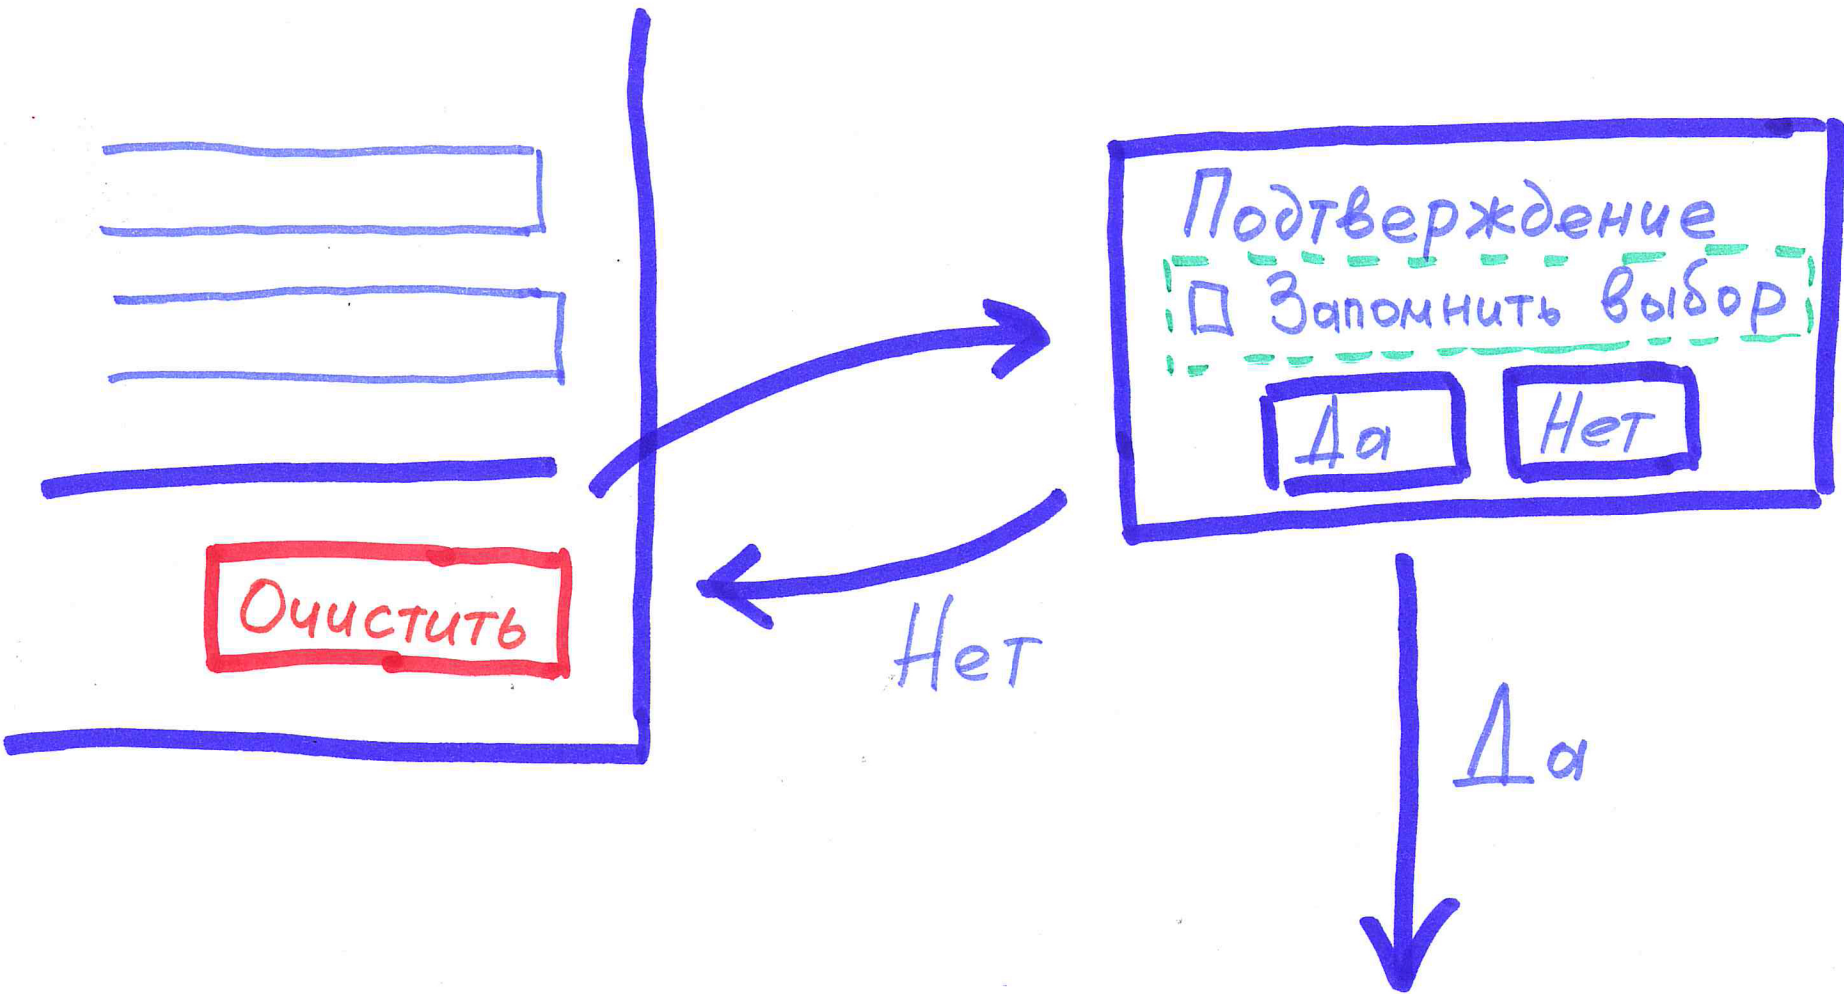 Подтверждение
Запомнить выбор
Да Нет
Очистить
Нет
Да